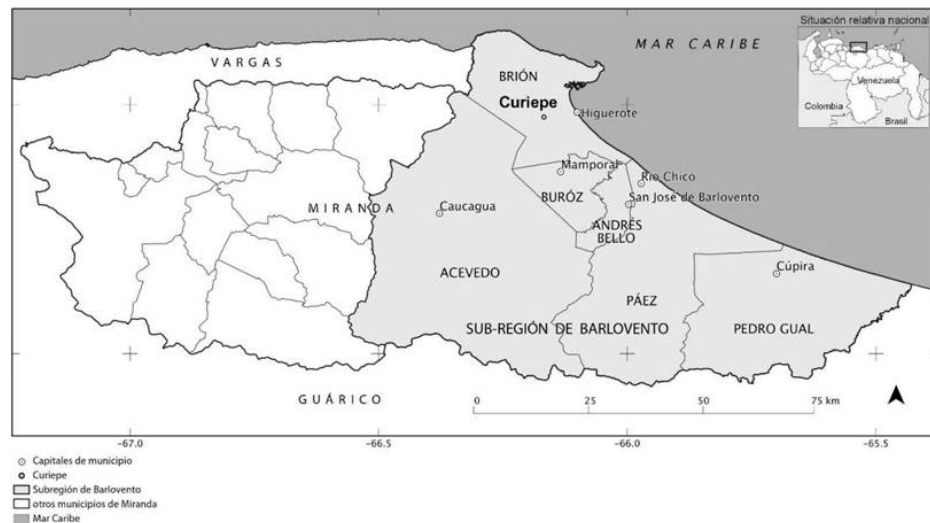 Situación relativa nacional
Venezuela
Colombia
Brasil
MAR CARIBE
VARGAS
BRIÓN
Curiepe
Higuerote
Mamporal
Río Chico
BURÓZ
San José de Barlovento
MIRANDA
Caucagua
ANDRÉS
BELLO
Cúpira
ACEVEDO
PÁEZ
SUB-REGIÓN DE BARLOVENTO
PEDRO GUAL
GUÁRICO
0 25 50 75 km
-67.0 -66.5 -66.0 -65.5
Capitales de municipio
Curiepe
Subregión de Barlovento
otros municipios de Miranda
Mar Caribe